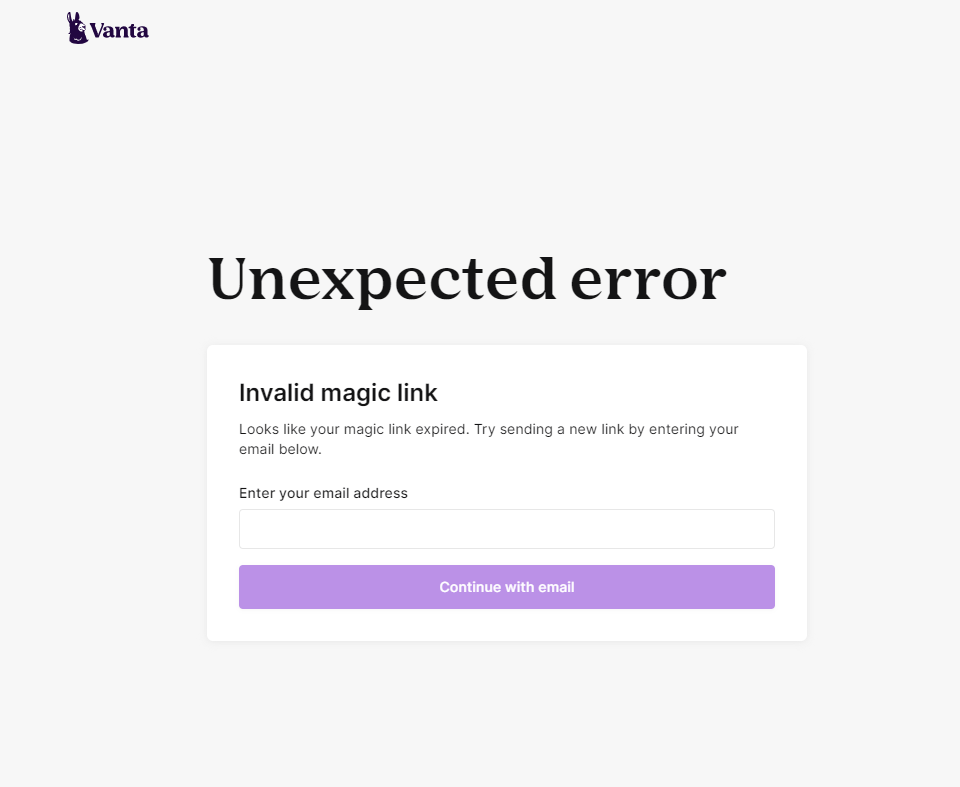 Vanta
Unexpected error
Invalid magic link
Looks like your magic link expired. Try sending a new link by entering your
email below.
Enter your email address
Continue with email